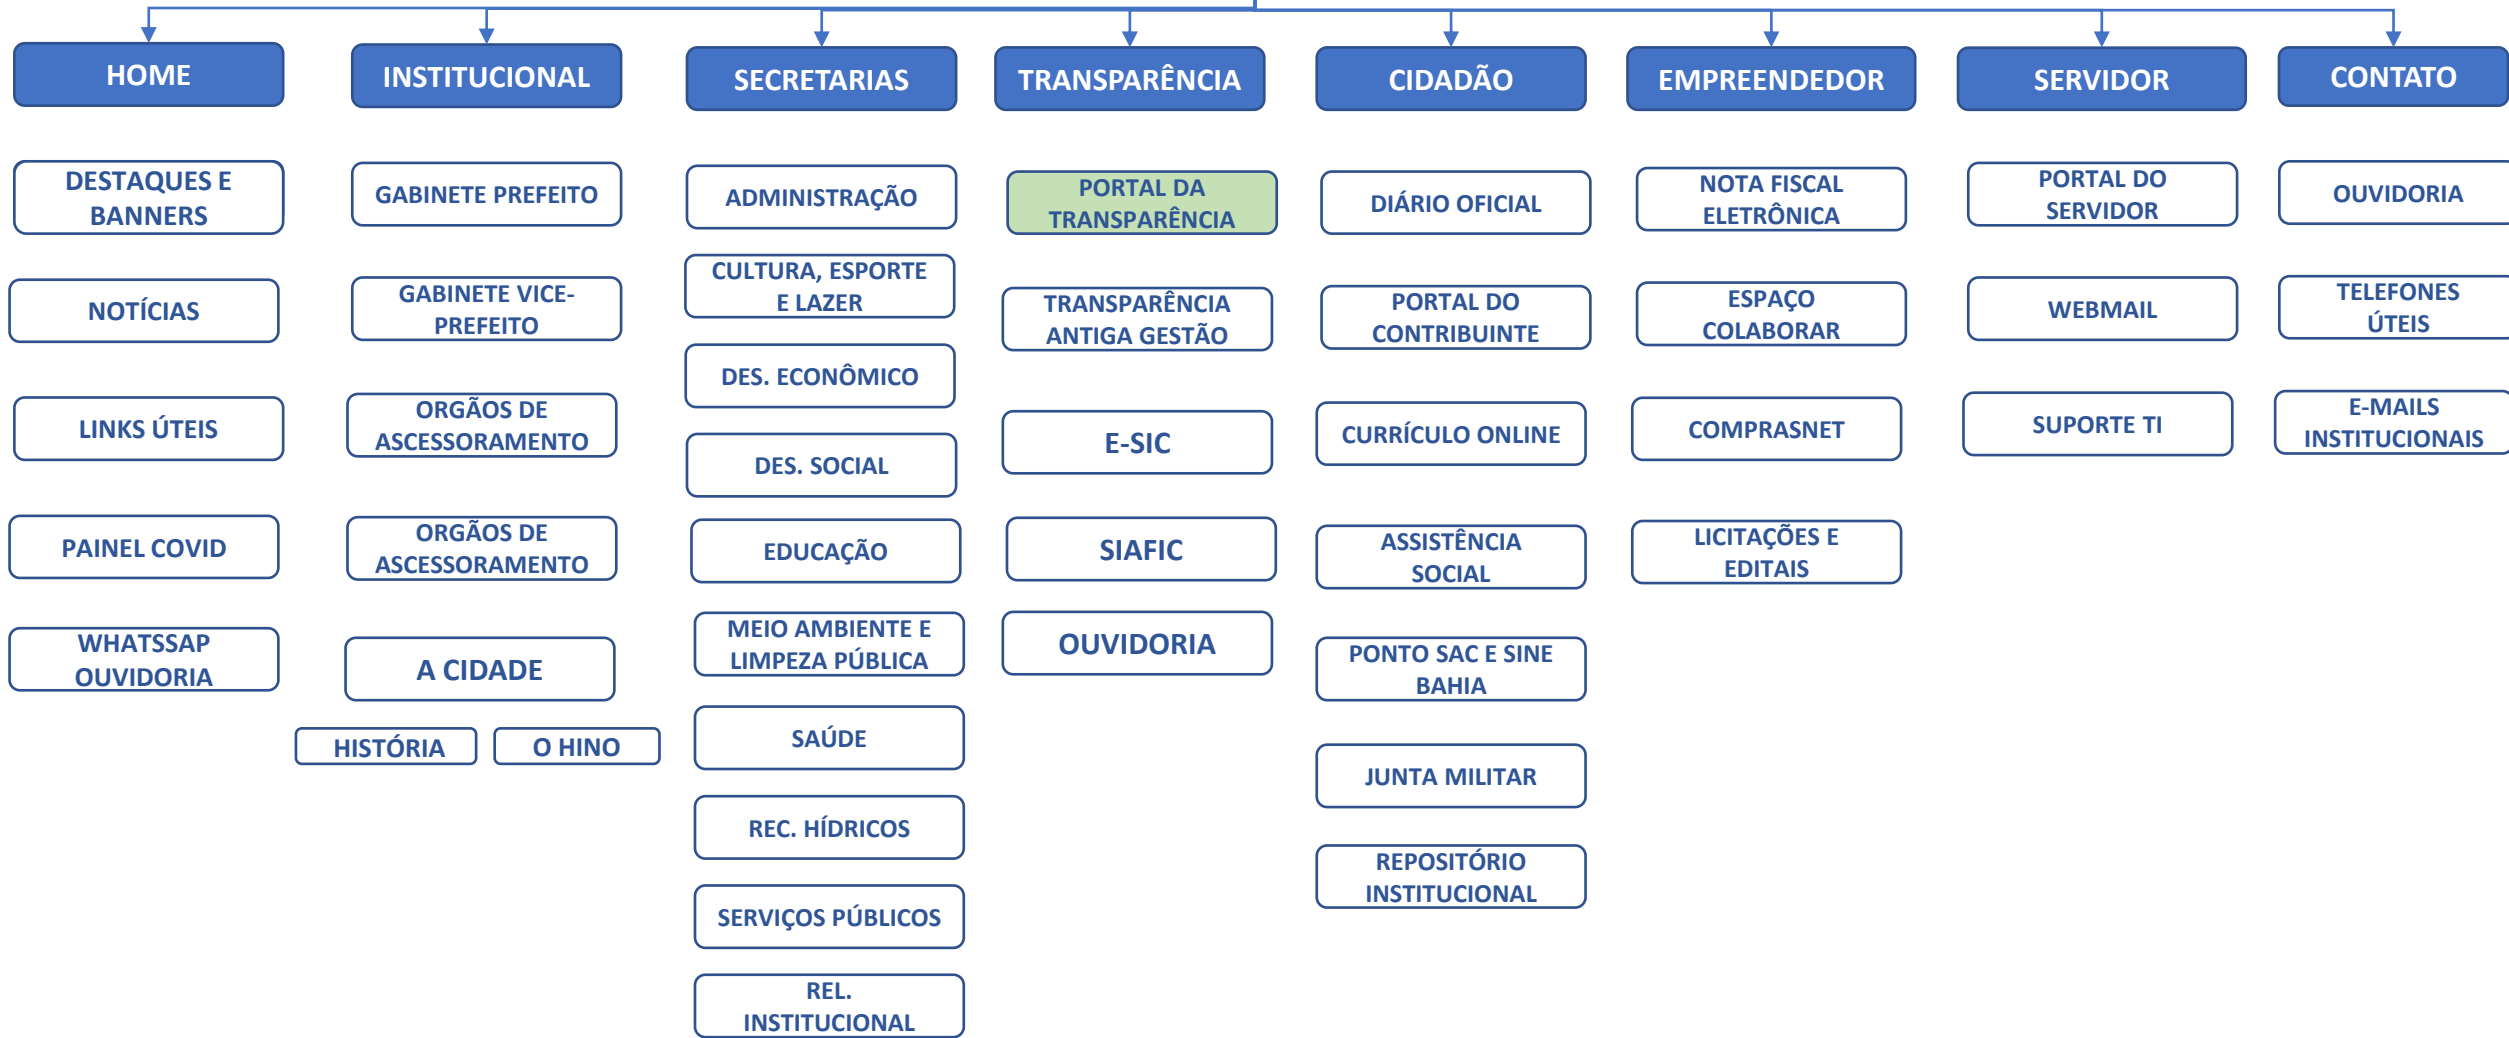 HOME
INSTITUCIONAL
SECRETARIAS
TRANSPARÊNCIA
CIDADÃO
EMPREENDEDOR
SERVIDOR
CONTATO
DESTAQUES E
BANNERS
NOTÍCIAS
LINKS ÚTEIS
PAINEL COVID
WHATSSAP
OUVIDORIA
GABINETE PREFEITO
GABINETE VICE-
PREFEITO
ORGÃOS DE
ASCESSORAMENTO
ORGÃOS DE
ASCESSORAMENTO
A CIDADE
HISTÓRIA
O HINO
ADMINISTRAÇÃO
CULTURA, ESPORTE
E LAZER
DES. ECONÔMICO
DES. SOCIAL
EDUCAÇÃO
MEIO AMBIENTE E
LIMPEZA PÚBLICA
SAÚDE
REC. HÍDRICOS
SERVIÇOS PÚBLICOS
REL.
INSTITUCIONAL
PORTAL DA
TRANSPARÊNCIA
TRANSPARÊNCIA
ANTIGA GESTÃO
E-SIC
SIAFIC
OUVIDORIA
DIÁRIO OFICIAL
PORTAL DO
CONTRIBUINTE
CURRÍCULO ONLINE
ASSISTÊNCIA
SOCIAL
PONTO SAC E SINE
BAHIA
JUNTA MILITAR
REPOSITÓRIO
INSTITUCIONAL
NOTA FISCAL
ELETRÔNICA
ESPAÇO
COLABORAR
COMPRASNET
LICITAÇÕES E
EDITAIS
PORTAL DO
SERVIDOR
WEBMAIL
SUPORTE TI
OUVIDORIA
TELEFONES
ÚTEIS
E-MAILS
INSTITUCIONAIS